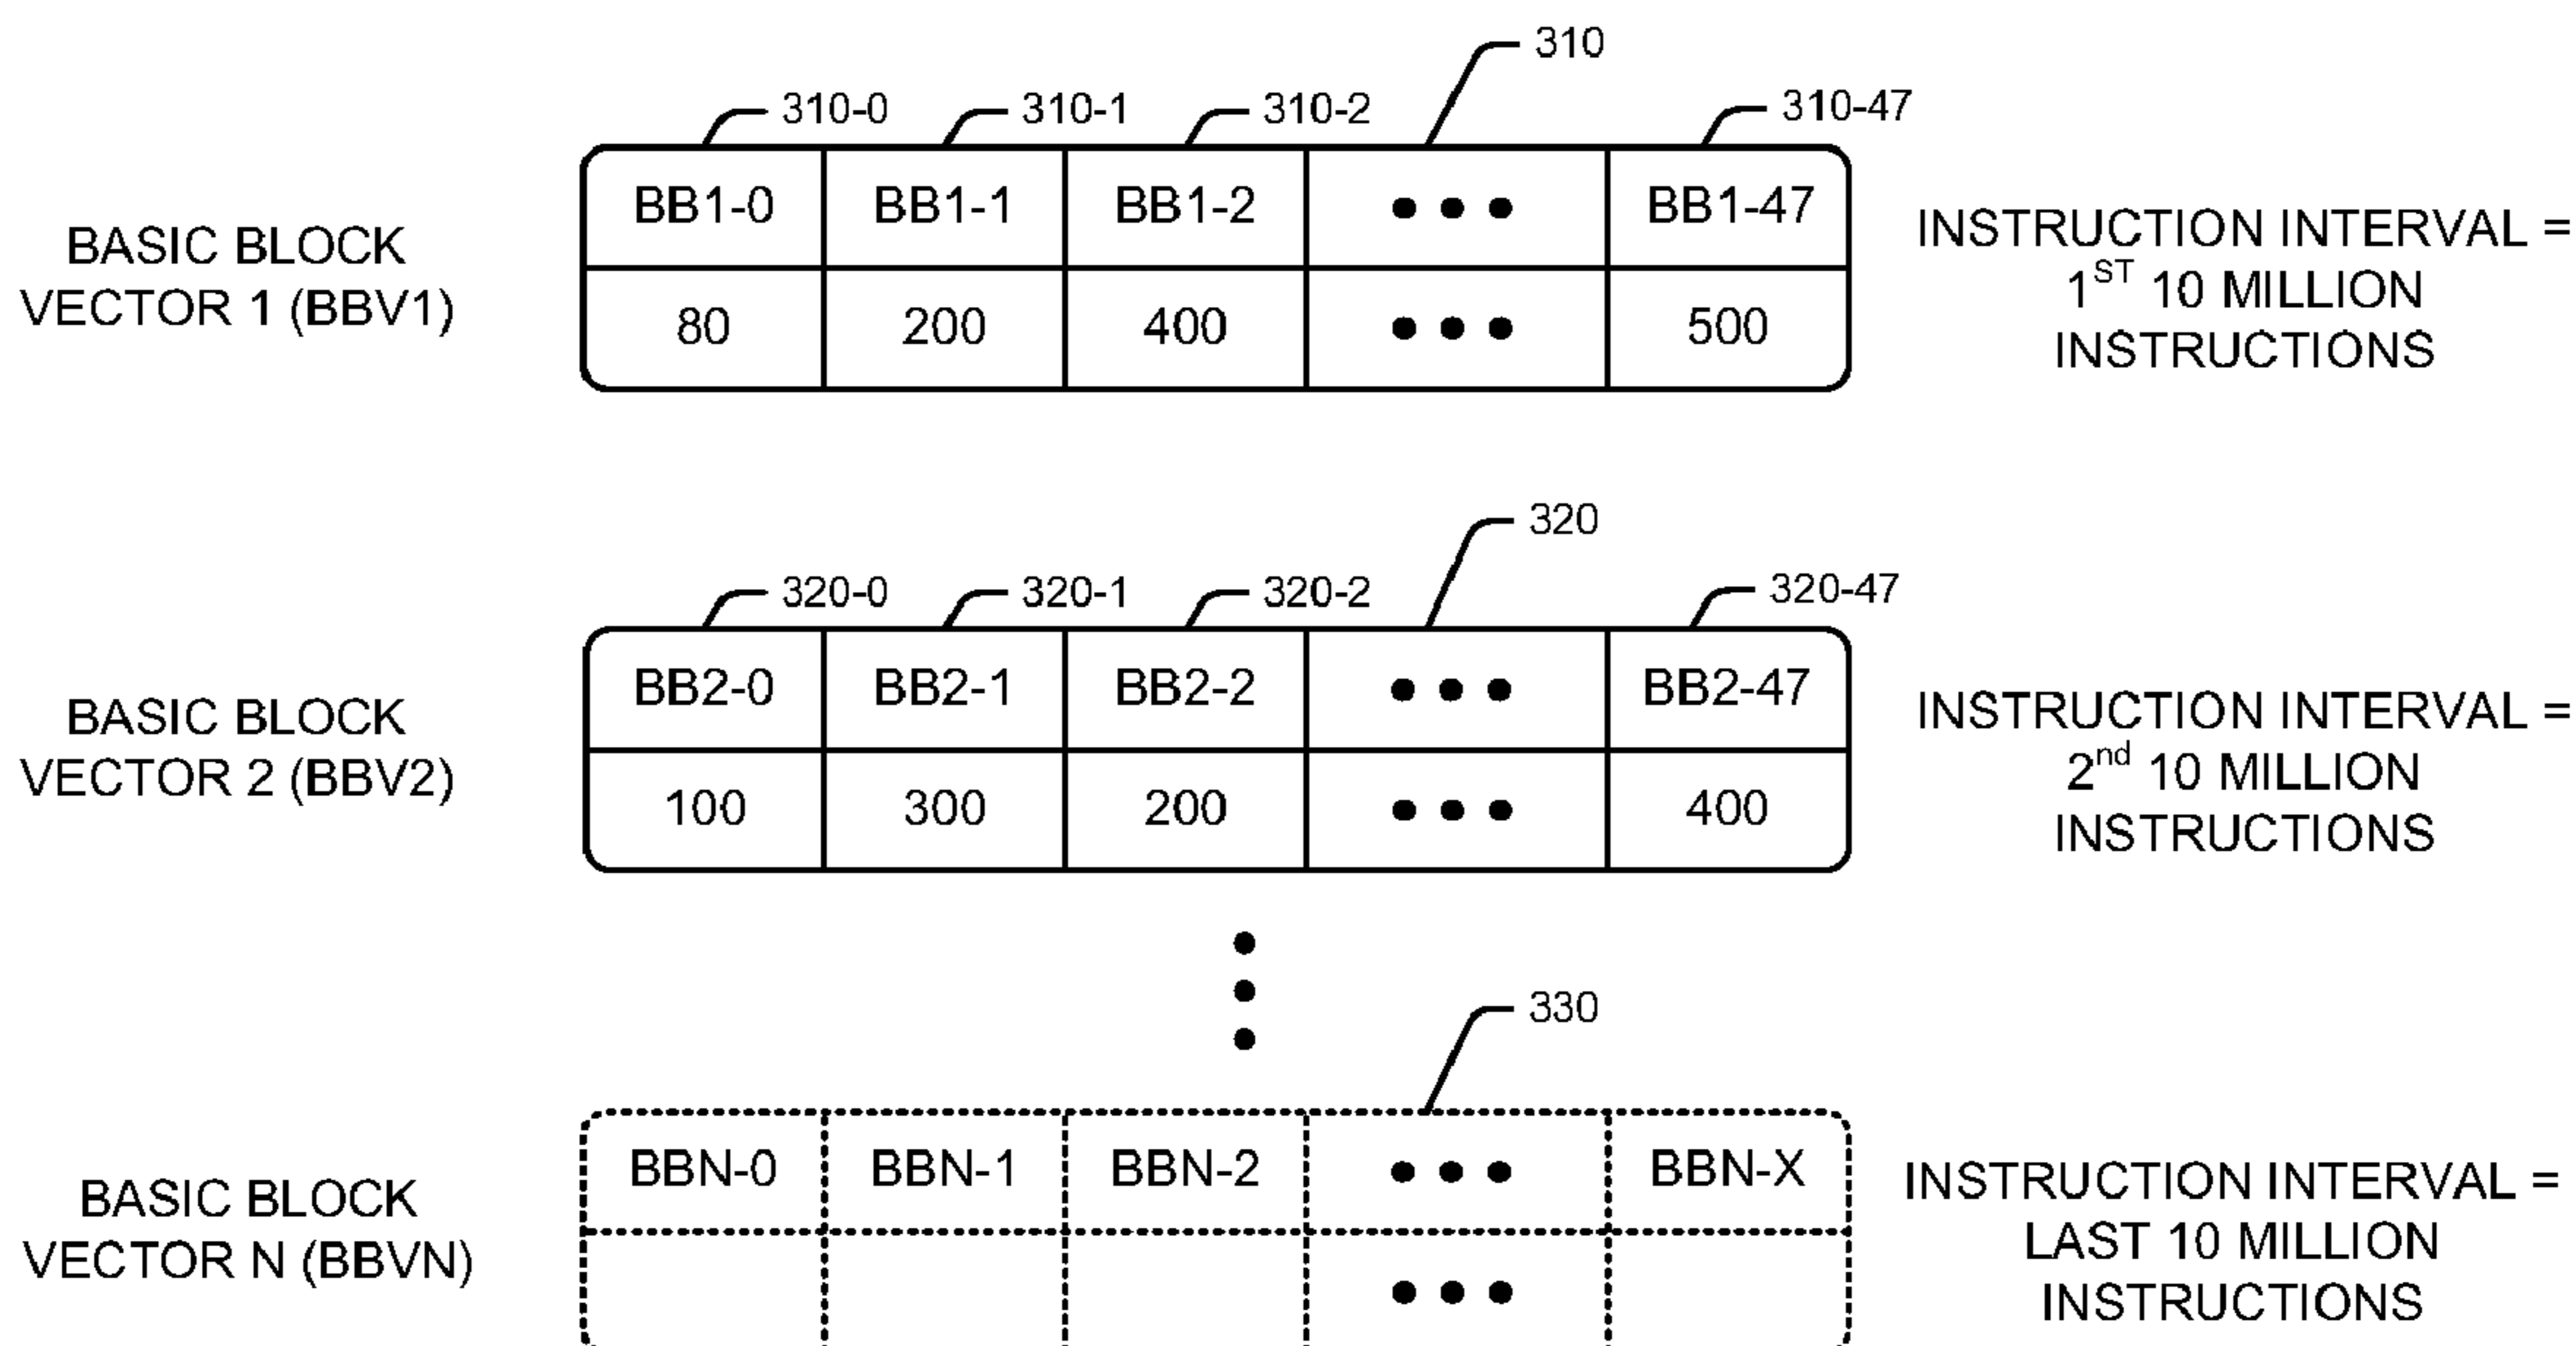 310
310-0 310-1 310-2 310-47
BASIC BLOCK
VECTOR 1 (BBV1)
BB1-0 BB1-1 BB1-2 ••• BB1-47
80 200 400 ••• 500
INSTRUCTION INTERVAL =
1ST 10 MILLION
INSTRUCTIONS
320
320-0 320-1 320-2 320-47
BASIC BLOCK
VECTOR 2 (BBV2)
BB2-0 BB2-1 BB2-2 ••• BB2-47
100 300 200 ••• 400
INSTRUCTION INTERVAL =
2nd 10 MILLION
INSTRUCTIONS
330
BASIC BLOCK
VECTOR N (BBVN)
BBN-0 BBN-1 BBN-2 ••• BBN-X
•••
INSTRUCTION INTERVAL =
LAST 10 MILLION
INSTRUCTIONS